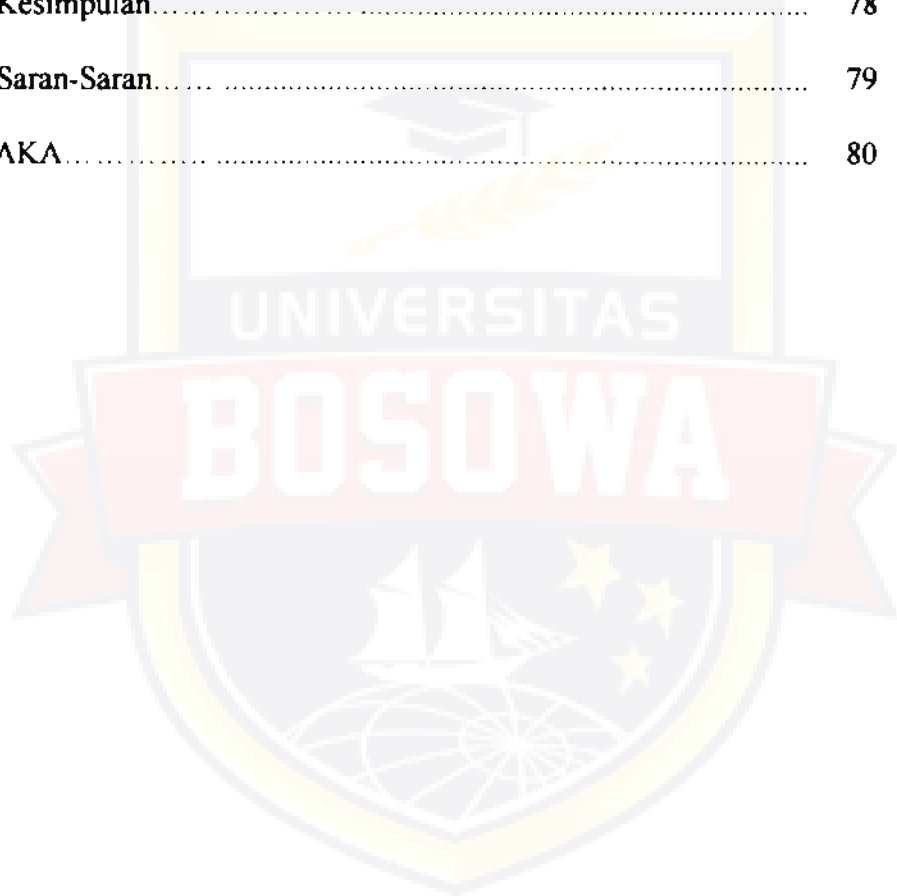 Kesimpulan........................................................ 78
Saran-Saran........................................................ 79
AKA........................................................ 80
UNIVERSITAS
BOSOWA